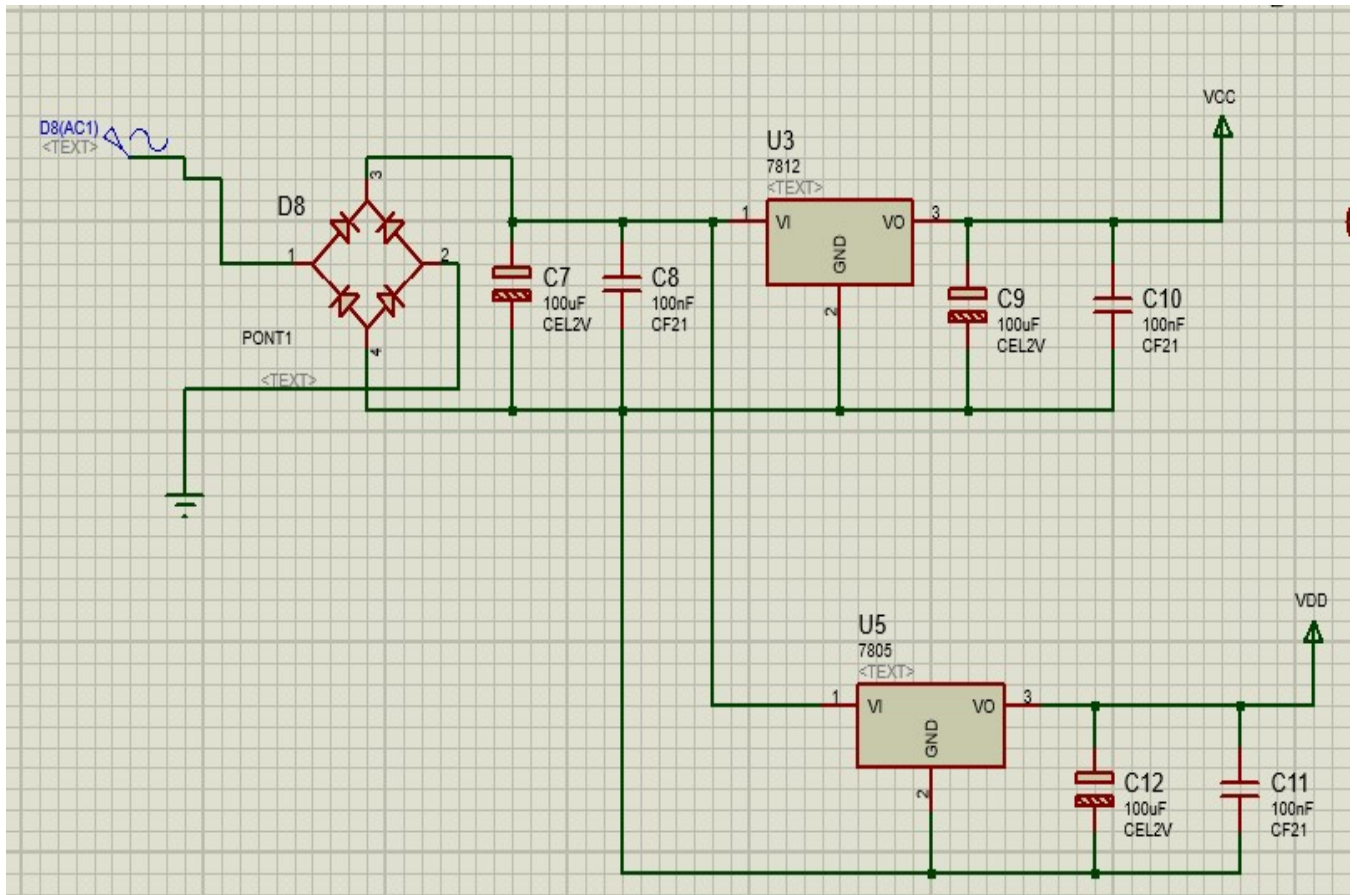 D8(AC1)
<TEXT>
D8
1
3
2
4
PONT1
<TEXT>
C7
100uF
CEL2V
C8
100nF
CF21
U3
7812
<TEXT>
1
VI
VO
3
GND
2
C9
100uF
CEL2V
C10
100nF
CF21
VCC
U5
7805
<TEXT>
1
VI
VO
3
GND
2
C12
100uF
CEL2V
C11
100nF
CF21
VDD